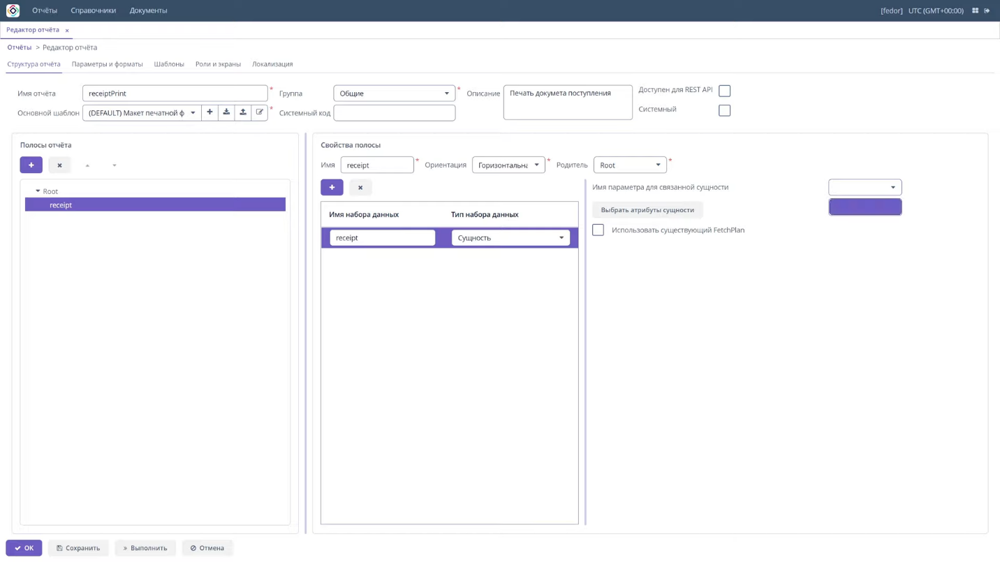 Отчёты Справочники Документы [fedor] UTC (GMT+00:00)
Редактор отчёта ×
Отчёты > Редактор отчёта
Структура отчёта Параметры и форматы Шаблоны Роли и экраны Локализация
Имя отчёта receiptPrint * Группа Общие * Описание Печать докумета поступления Доступен для REST API
Основной шаблон (DEFAULT) Макет печатной ф * Системный код Системный
Полосы отчёта
Свойства полосы
Имя receipt * Ориентация Горизонтальна * Родитель Root *
Имя параметра для связанной сущности
Root
receipt
Имя набора данных Тип набора данных
receipt Сущность
Выбрать атрибуты сущности
Использовать существующий FetchPlan
OK Сохранить Выполнить Отмена